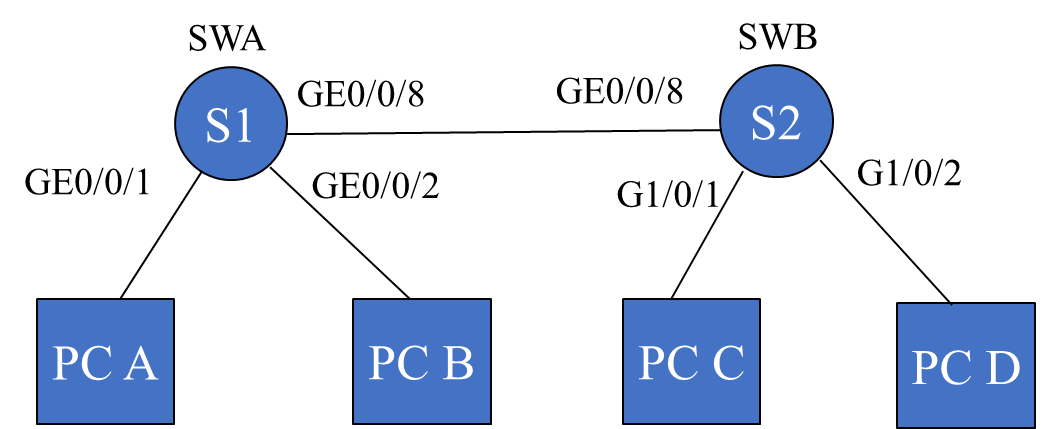 SWA
SWB
S1
GE0/0/8
GE0/0/8
S2
GE0/0/1
GE0/0/2
G1/0/1
G1/0/2
PC A
PC B
PC C
PC D